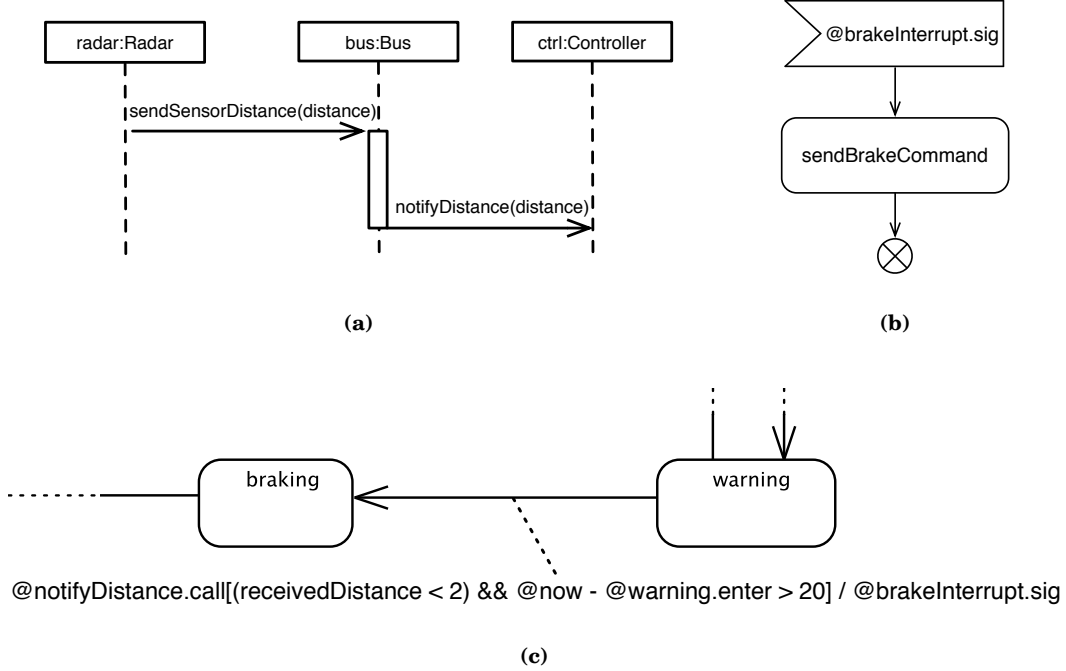 radar:Radar
bus:Bus
ctrl:Controller
sendSensorDistance(distance)
notifyDistance(distance)
(a)
@brakeInterrupt.sig
sendBrakeCommand
(b)
braking
warning
@notifyDistance.call[(receivedDistance < 2) && @now - @warning.enter > 20] / @brakeInterrupt.sig
(c)